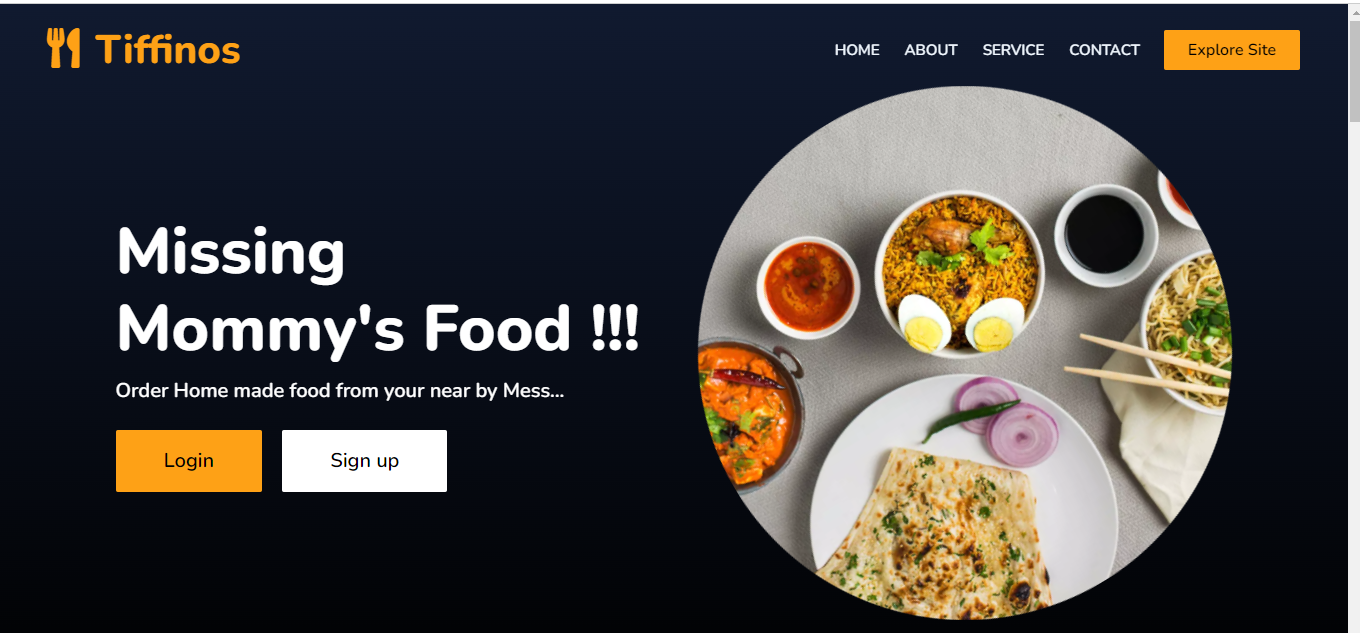 Tiffinos
HOME ABOUT SERVICE CONTACT Explore Site
Missing
Mommy's Food !!!
Order Home made food from your near by Mess...
Login Sign up